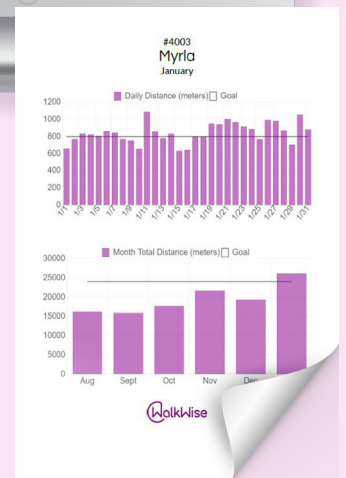 #4003
Myrla
January
Daily Distance (meters) Goal
1200
1000
800
600
400
200
0
1/1 1/3 1/5 1/7 1/9 1/11 1/13 1/15 1/17 1/19 1/21 1/23 1/25 1/27 1/29 1/31
Month Total Distance (meters) Goal
30000
25000
20000
15000
10000
5000
0
Aug Sept Oct Nov Dec
WalkWise